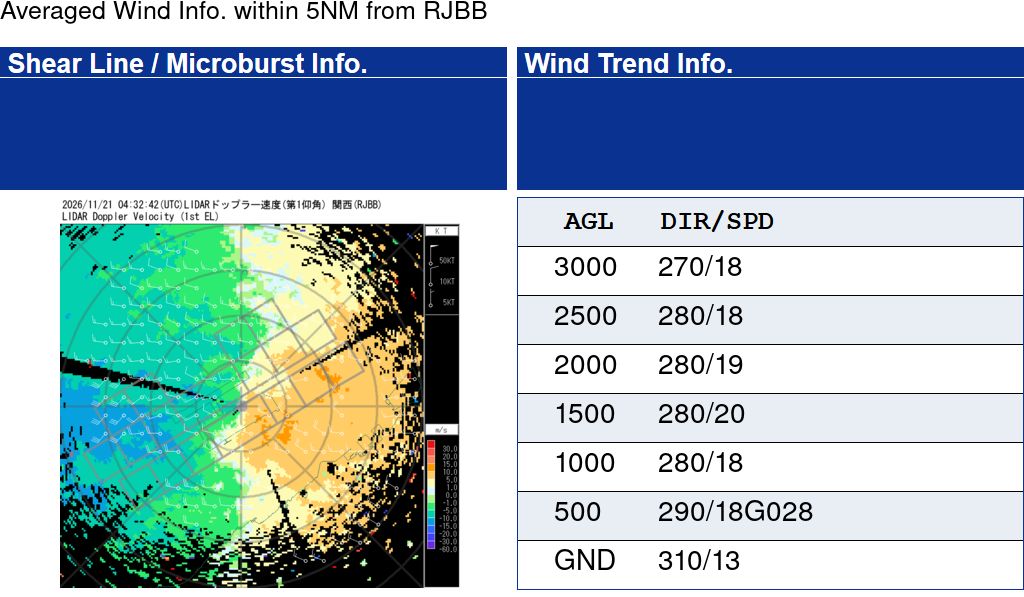 Averaged Wind Info. within 5NM from RJBB
Shear Line / Microburst Info.
Wind Trend Info.
2026/11/21 04:32:42(UTC)LIDARドップラー速度(第1仰角) 関西(RJBB)
LIDAR Doppler Velocity (1st EL)
KT
50KT
10KT
5KT
m/s
30.0
20.0
15.0
10.0
5.0
1.0
0.0
-1.0
-5.0
-10.0
-15.0
-20.0
-30.0
-60.0
AGL DIR/SPD
3000 270/18
2500 280/18
2000 280/19
1500 280/20
1000 280/18
500 290/18G028
GND 310/13